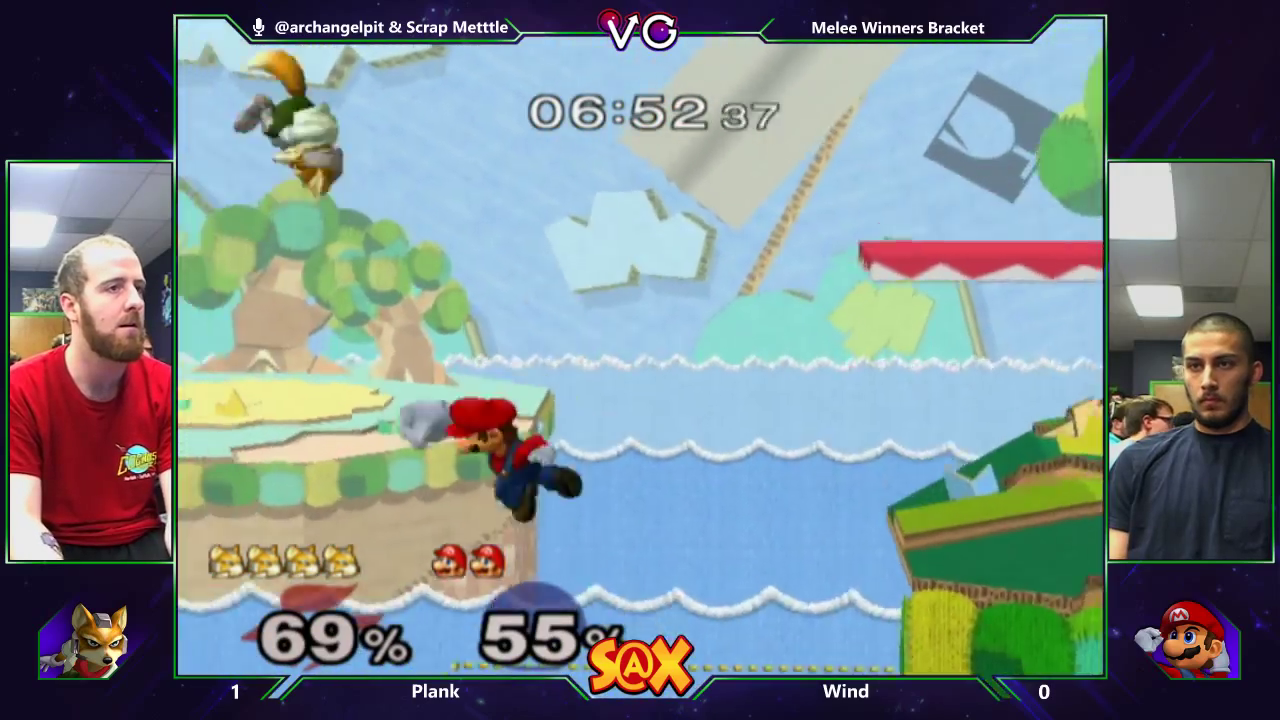 @archangelpit & Scrap Metttle
VG
Melee Winners Bracket
06:52 37
69%
55%
S@X
1
Plank
Wind
0